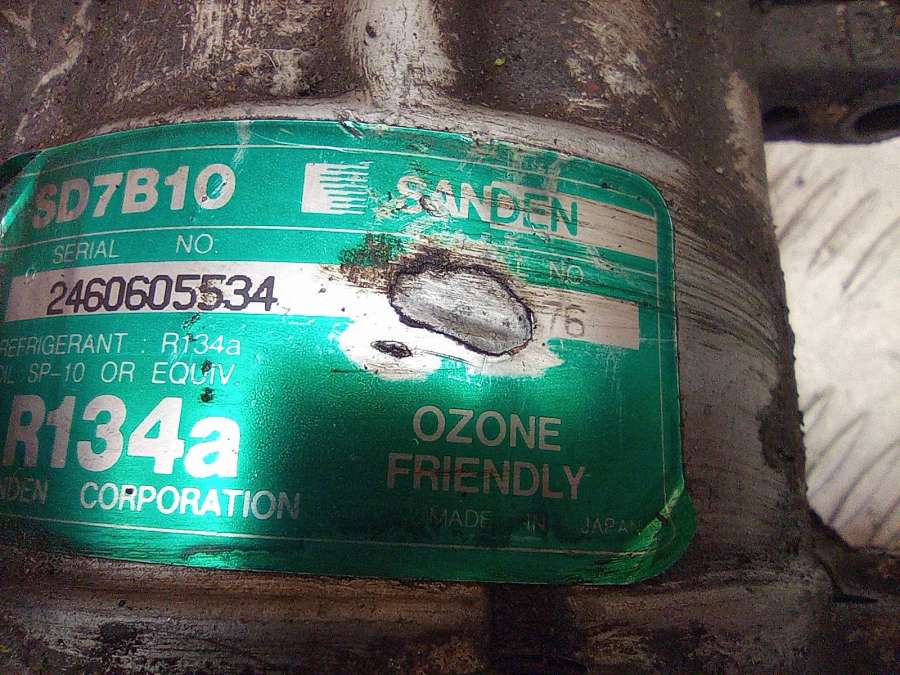 SD7B10
SANDEN
SERIAL NO.
NO.
2460605534
76
REFRIGERANT R134a
OIL SP-10 OR EQUIV.
R134a
OZONE
FRIENDLY
CORPORATION
MADE IN JAPAN